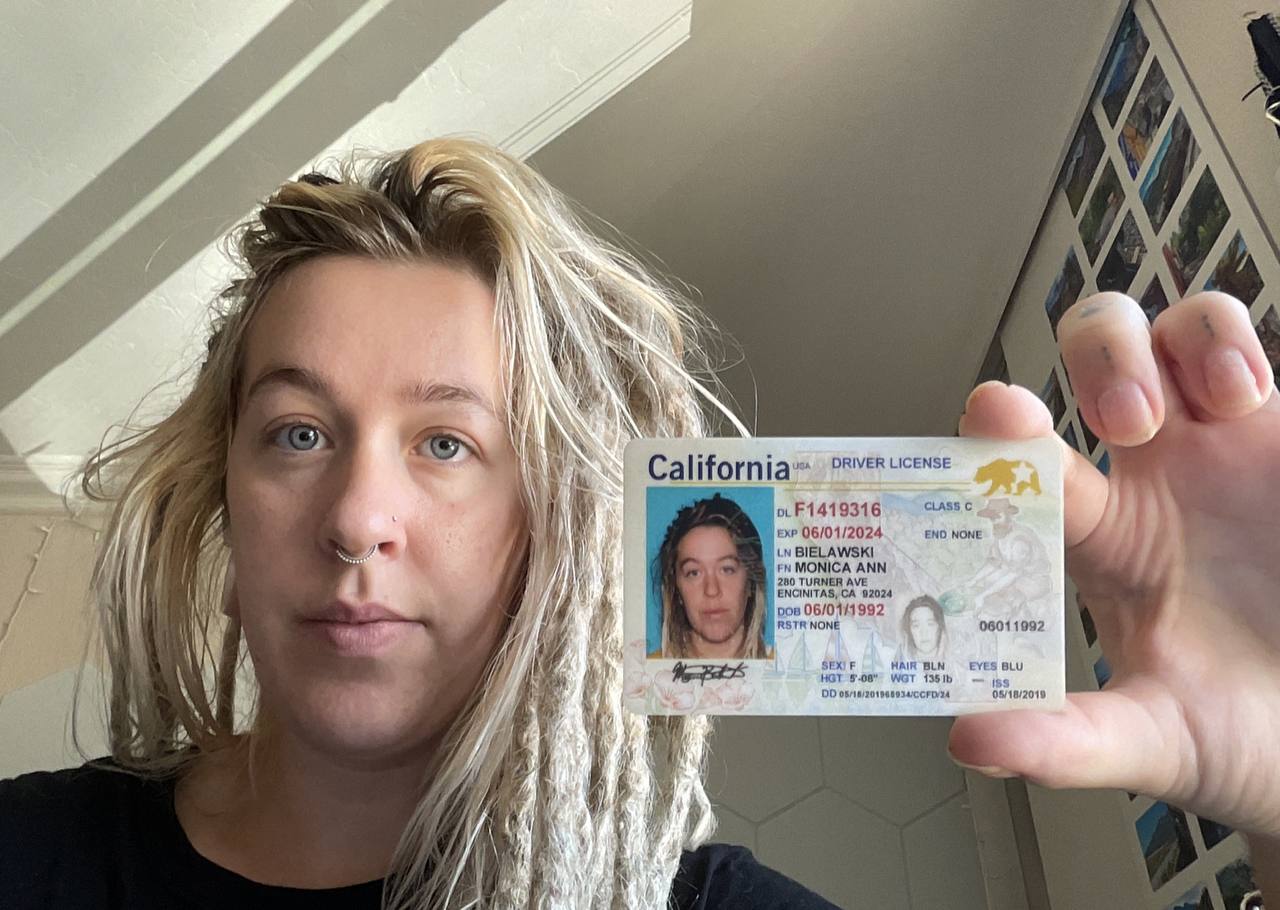 California USA DRIVER LICENSE
DL F1419316 CLASS C
EXP 06/01/2024 END NONE
LN BIELAWSKI
FN MONICA ANN
280 TURNER AVE
ENCINITAS, CA 92024
DOB 06/01/1992
RSTR NONE 06011992
SEX F HAIR BLN EYES BLU
HGT 5'-08" WGT 135 lb ISS
DD 05/18/201968934/CCFD/24 05/18/2019